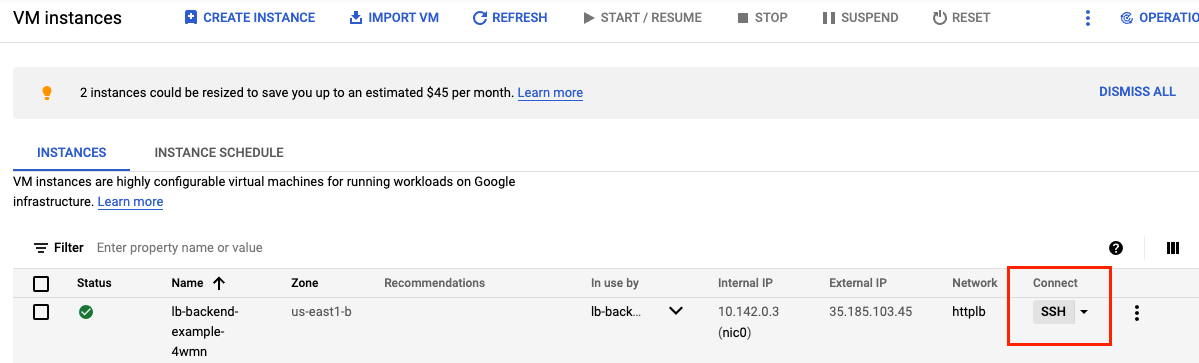 VM instances CREATE INSTANCE IMPORT VM REFRESH START / RESUME STOP SUSPEND RESET
2 instances could be resized to save you up to an estimated $45 per month. Learn more DISMISS ALL
INSTANCES INSTANCE SCHEDULE
VM instances are highly configurable virtual machines for running workloads on Google
infrastructure. Learn more
Filter Enter property name or value
Status Name Zone Recommendations In use by Internal IP External IP Network Connect
lb-backend- us-east1-b lb-back... 10.142.0.3 35.185.103.45 httplb SSH
example- (nic0)
4wmn